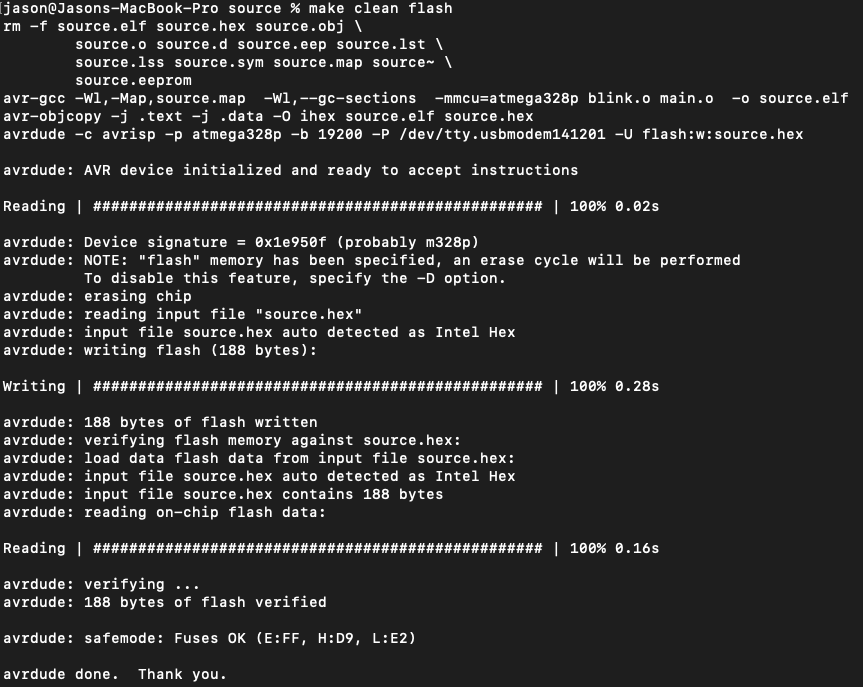 [jason@Jasons-MacBook-Pro source % make clean flash
rm -f source.elf source.hex source.obj \
        source.o source.d source.eep source.lst \
        source.lss source.sym source.map source~ \
        source.eeprom
avr-gcc -Wl,-Map,source.map  -Wl,--gc-sections  -mmcu=atmega328p blink.o main.o  -o source.elf
avr-objcopy -j .text -j .data -O ihex source.elf source.hex
avrdude -c avrisp -p atmega328p -b 19200 -P /dev/tty.usbmodem141201 -U flash:w:source.hex
avrdude: AVR device initialized and ready to accept instructions
Reading | ################################################## | 100% 0.02s
avrdude: Device signature = 0x1e950f (probably m328p)
avrdude: NOTE: "flash" memory has been specified, an erase cycle will be performed
         To disable this feature, specify the -D option.
avrdude: erasing chip
avrdude: reading input file "source.hex"
avrdude: input file source.hex auto detected as Intel Hex
avrdude: writing flash (188 bytes):
Writing | ################################################## | 100% 0.28s
avrdude: 188 bytes of flash written
avrdude: verifying flash memory against source.hex:
avrdude: load data flash data from input file source.hex:
avrdude: input file source.hex auto detected as Intel Hex
avrdude: input file source.hex contains 188 bytes
avrdude: reading on-chip flash data:
Reading | ################################################## | 100% 0.16s
avrdude: verifying ...
avrdude: 188 bytes of flash verified
avrdude: safemode: Fuses OK (E:FF, H:D9, L:E2)
avrdude done.  Thank you.